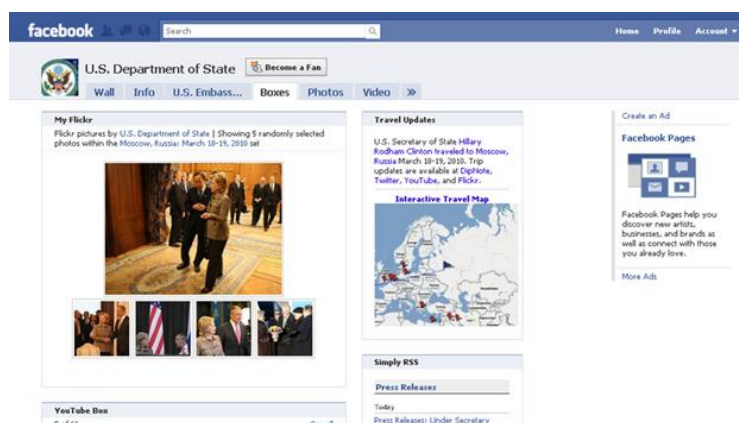 facebook
Search
Home Profile Account
U.S. Department of State Become a Fan
Wall Info U.S. Embass... Boxes Photos Video »
My Flickr
Flickr pictures by U.S. Department of State | Showing 5 randomly selected
photos within the Moscow, Russia: March 18-19, 2010 set
Travel Updates
U.S. Secretary of State Hillary
Rodham Clinton traveled to Moscow,
Russia March 18-19, 2010. Trip
updates are available at DipNote,
Twitter, YouTube, and Flickr.
Interactive Travel Map
Simply RSS
Press Releases
Today
Press Releases: Under Secretary
YouTube Box
Create an Ad
Facebook Pages
Facebook Pages help you
discover new artists,
businesses, and brands as
well as connect with those
you already love.
More Ads